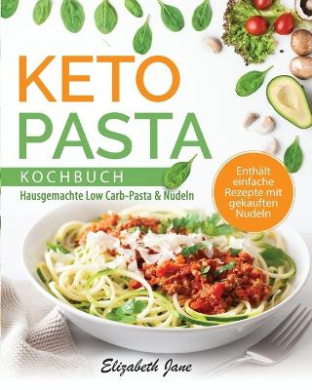 KETO
PASTA
KOCHBUCH
Hausgemachte Low Carb-Pasta & Nudeln
Enthält
einfache
Rezepte mit
gekauften
Nudeln
Elizabeth Jane